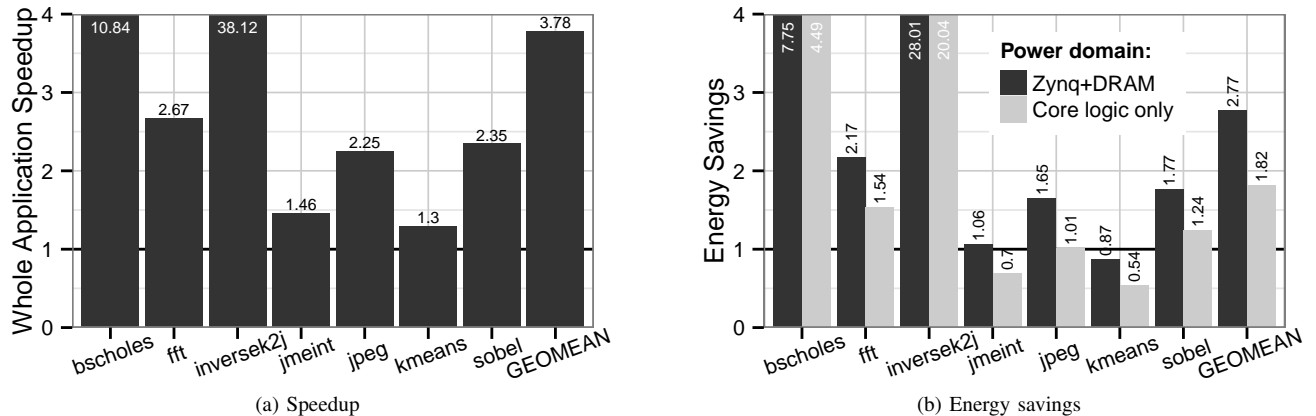 Whole Application Speedup
4
3
2
1
0
10.84
2.67
38.12
1.46
2.25
1.3
2.35
3.78
bscholes
fft
inversek2j
jmeint
jpeg
kmeans
sobel
GEOMEAN
(a) Speedup
Energy Savings
4
3
2
1
0
Power domain:
Zynq+DRAM
Core logic only
7.75
4.49
2.17
1.54
28.01
20.04
1.06
0.7
1.65
1.01
0.87
0.54
1.77
1.24
2.77
1.82
bscholes
fft
inversek2j
jmeint
jpeg
kmeans
sobel
GEOMEAN
(b) Energy savings